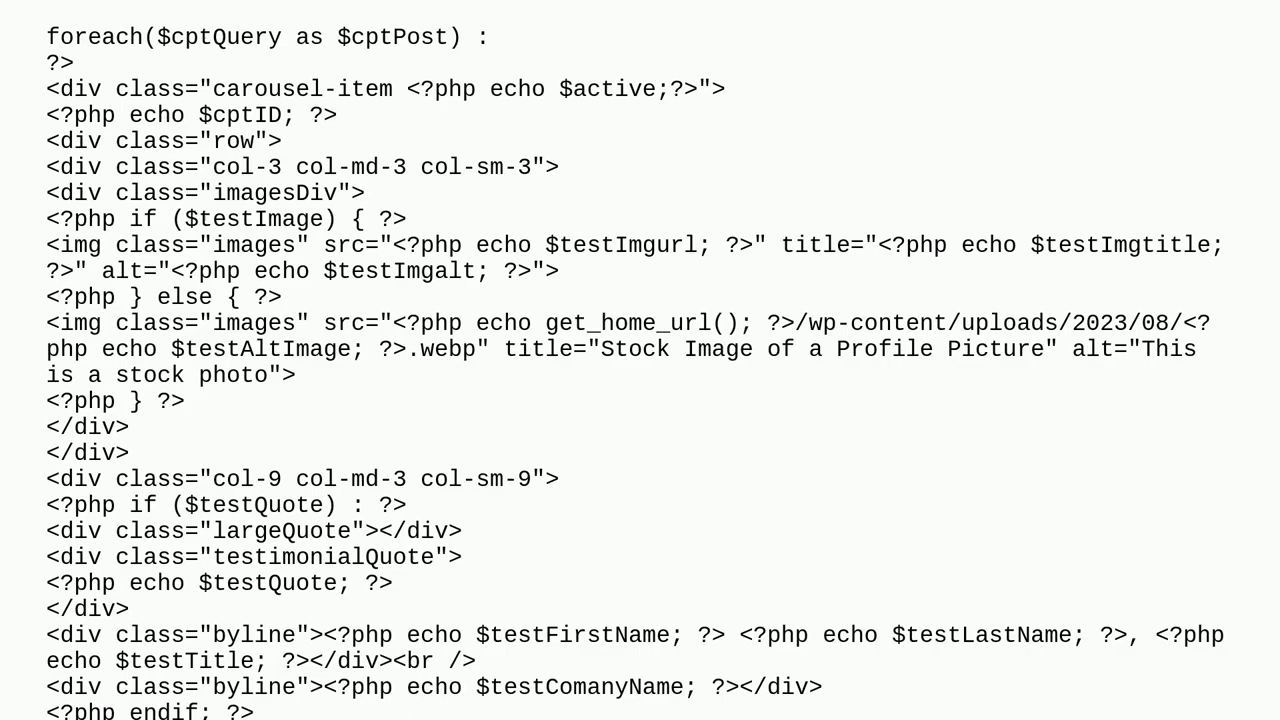 foreach($cptQuery as $cptPost) :
?>
<div class="carousel-item <?php echo $active;?>">
<?php echo $cptID; ?>
<div class="row">
<div class="col-3 col-md-3 col-sm-3">
<div class="imagesDiv">
<?php if ($testImage) { ?>
<img class="images" src="<?php echo $testImgurl; ?>" title="<?php echo $testImgtitle;
?>" alt="<?php echo $testImgalt; ?>">
<?php } else { ?>
<img class="images" src="<?php echo get_home_url(); ?>/wp-content/uploads/2023/08/<?
php echo $testAltImage; ?>.webp" title="Stock Image of a Profile Picture" alt="This
is a stock photo">
<?php } ?>
</div>
</div>
<div class="col-9 col-md-3 col-sm-9">
<?php if ($testQuote) : ?>
<div class="largeQuote"></div>
<div class="testimonialQuote">
<?php echo $testQuote; ?>
</div>
<div class="byline"><?php echo $testFirstName; ?> <?php echo $testLastName; ?>, <?php
echo $testTitle; ?></div><br />
<div class="byline"><?php echo $testComanyName; ?></div>
<?php endif; ?>